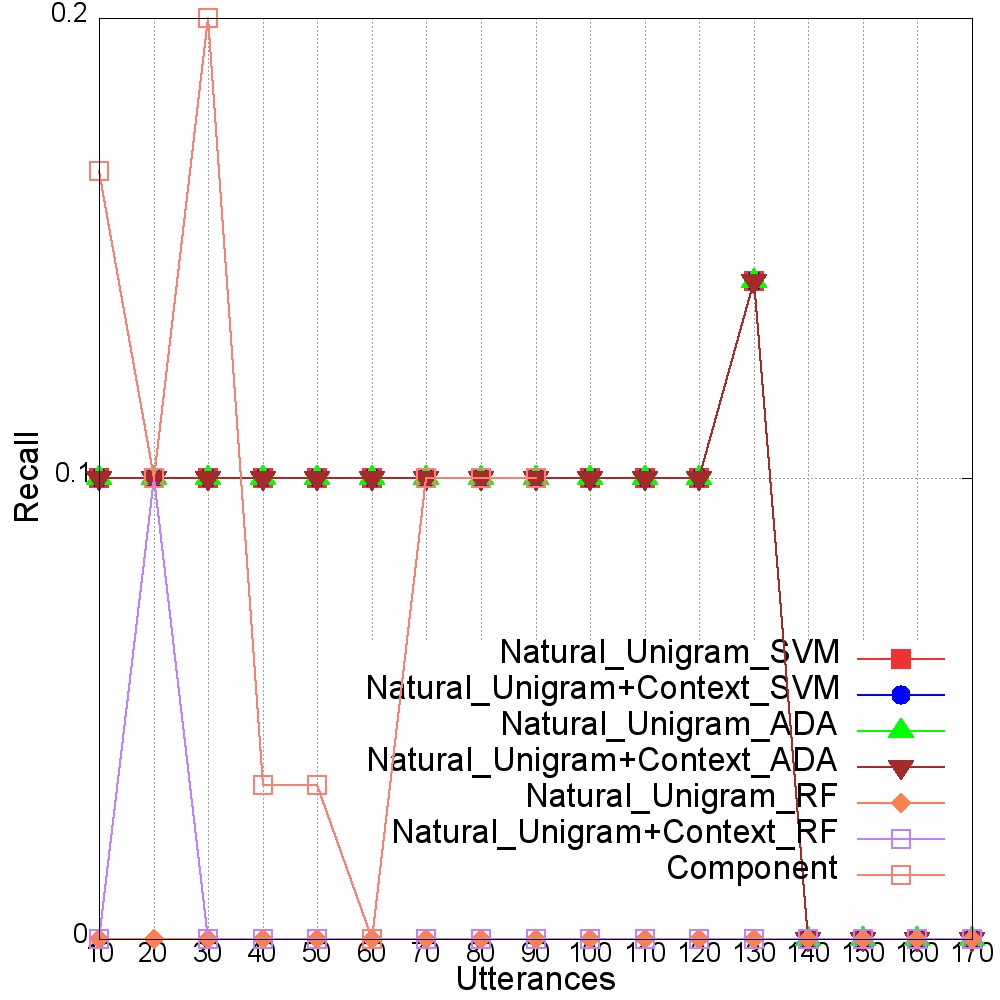 0.2
0.1
0
Recall
Natural_Unigram_SVM
Natural_Unigram+Context_SVM
Natural_Unigram_ADA
Natural_Unigram+Context_ADA
Natural_Unigram_RF
Natural_Unigram+Context_RF
Component
10 20 30 40 50 60 70 80 90 100 110 120 130 140 150 160 170
Utterances